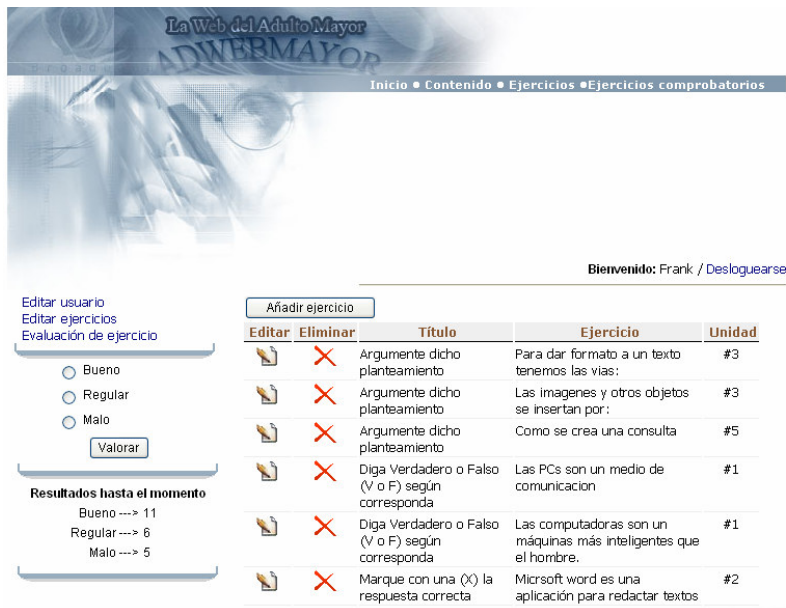 La Web del Adulto Mayor
ADWEBMAYOR
Inicio • Contenido • Ejercicios •Ejercicios comprobatorios
Bienvenido: Frank / Desloguearse
Editar usuario
Editar ejercicios
Evaluación de ejercicio
Bueno
Regular
Malo
Valorar
Resultados hasta el momento
Bueno ---> 11
Regular ---> 6
Malo ---> 5
Añadir ejercicio
Editar Eliminar Título Ejercicio Unidad
Argumente dicho Para dar formato a un texto #3
planteamiento tenemos las vias:
Argumente dicho Las imagenes y otros objetos #3
planteamiento se insertan por:
Argumente dicho Como se crea una consulta #5
planteamiento
Diga Verdadero o Falso Las PCs son un medio de #1
(V o F) según comunicacion
corresponda
Diga Verdadero o Falso Las computadoras son un #1
(V o F) según máquinas más inteligentes que
corresponda el hombre.
Marque con una (X) la Micrsoft word es una #2
respuesta correcta aplicación para redactar textos